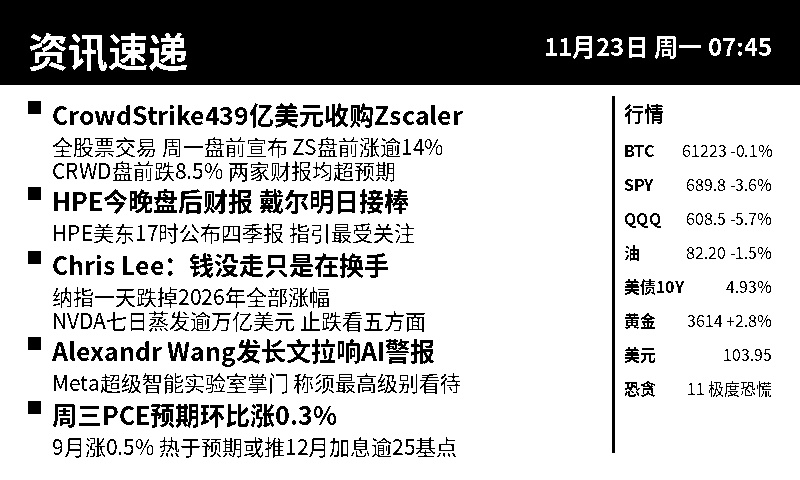 资讯速递
11月23日 周一 07:45
CrowdStrike439亿美元收购Zscaler
全股票交易 周一盘前宣布 ZS盘前涨逾14%
CRWD盘前跌8.5% 两家财报均超预期
HPE今晚盘后财报 戴尔明日接棒
HPE美东17时公布四季报 指引最受关注
Chris Lee：钱没走只是在换手
纳指一天跌掉2026年全部涨幅
NVDA七日蒸发逾万亿美元 止跌看五方面
Alexandr Wang发长文拉响AI警报
Meta超级智能实验室掌门 称须最高级别看待
周三PCE预期环比涨0.3%
9月涨0.5% 热于预期或推12月加息逾25基点
行情
BTC 61223 -0.1%
SPY 689.8 -3.6%
QQQ 608.5 -5.7%
油 82.20 -1.5%
美债10Y 4.93%
黄金 3614 +2.8%
美元 103.95
恐贪 11 极度恐慌